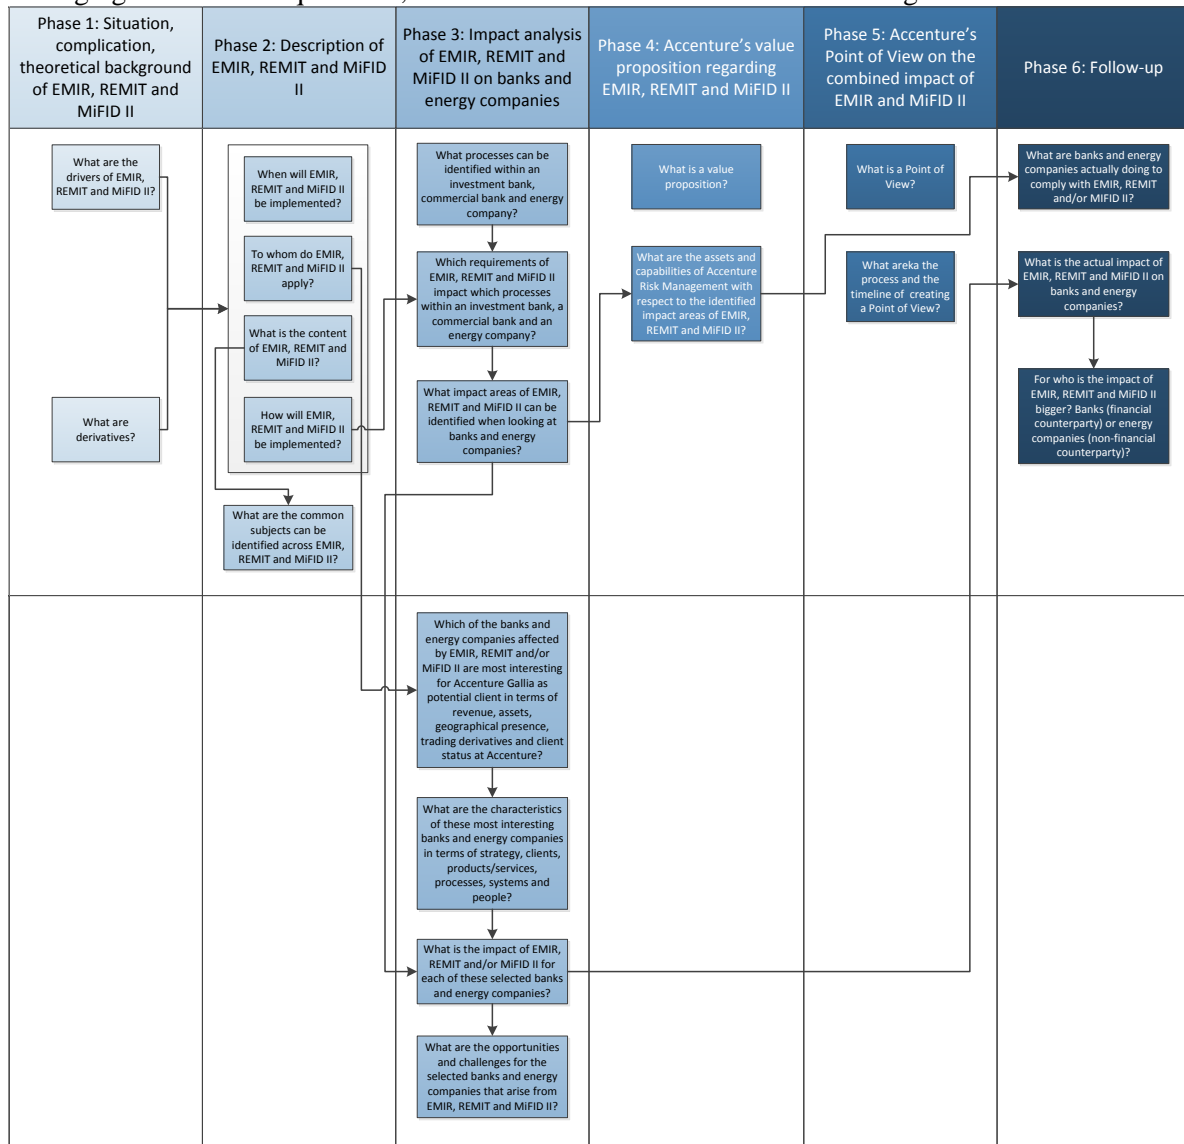 Phase 1: Situation,
complication,
theoretical background
of EMIR, REMIT and
MiFID II
Phase 2: Description of
EMIR, REMIT and MiFID
II
Phase 3: Impact analysis
of EMIR, REMIT and
MiFID II on banks and
energy companies
Phase 4: Accenture's value
proposition regarding
EMIR, REMIT and MiFID II
Phase 5: Accenture's
Point of View on the
combined impact of
EMIR and MiFID II
Phase 6: Follow-up
What are the
drivers of EMIR,
REMIT and MiFID II?
What are
derivatives?
When will EMIR,
REMIT and MiFID II
be implemented?
To whom do EMIR,
REMIT and MiFID II
apply?
What is the content
of EMIR, REMIT and
MiFID II?
How will EMIR,
REMIT and MiFID II
be implemented?
What are the common
subjects can be
identified across EMIR,
REMIT and MiFID II?
What processes can be
identified within an
investment bank,
commercial bank and energy
company?
Which requirements of
EMIR, REMIT and MiFID II
impact which processes
within an investment bank, a
commercial bank and an
energy company?
What impact areas of EMIR,
REMIT and MiFID II can be
identified when looking at
banks and energy
companies?
Which of the banks and
energy companies affected
by EMIR, REMIT and/or
MiFID II are most interesting
for Accenture Gallia as
potential client in terms of
revenue, assets,
geographical presence,
trading derivatives and client
status at Accenture?
What are the characteristics
of these most interesting
banks and energy companies
in terms of strategy, clients,
products/services,
processes, systems and
people?
What is the impact of EMIR,
REMIT and/or MiFID II for
each of these selected banks
and energy companies?
What are the opportunities
and challenges for the
selected banks and energy
companies that arise from
EMIR, REMIT and MiFID II?
What is a value
proposition?
What are the assets and
capabilities of Accenture
Risk Management with
respect to the identified
impact areas of EMIR,
REMIT and MiFID II?
What is a Point of
View?
What areka the
process and the
timeline of creating
a Point of View?
What are banks and energy
companies actually doing to
comply with EMIR, REMIT
and/or MIFID II?
What is the actual impact of
EMIR, REMIT and MiFID II on
banks and energy
companies?
For who is the impact of
EMIR, REMIT and MiFID II
bigger? Banks (financial
counterparty) or energy
companies (non-financial
counterparty)?